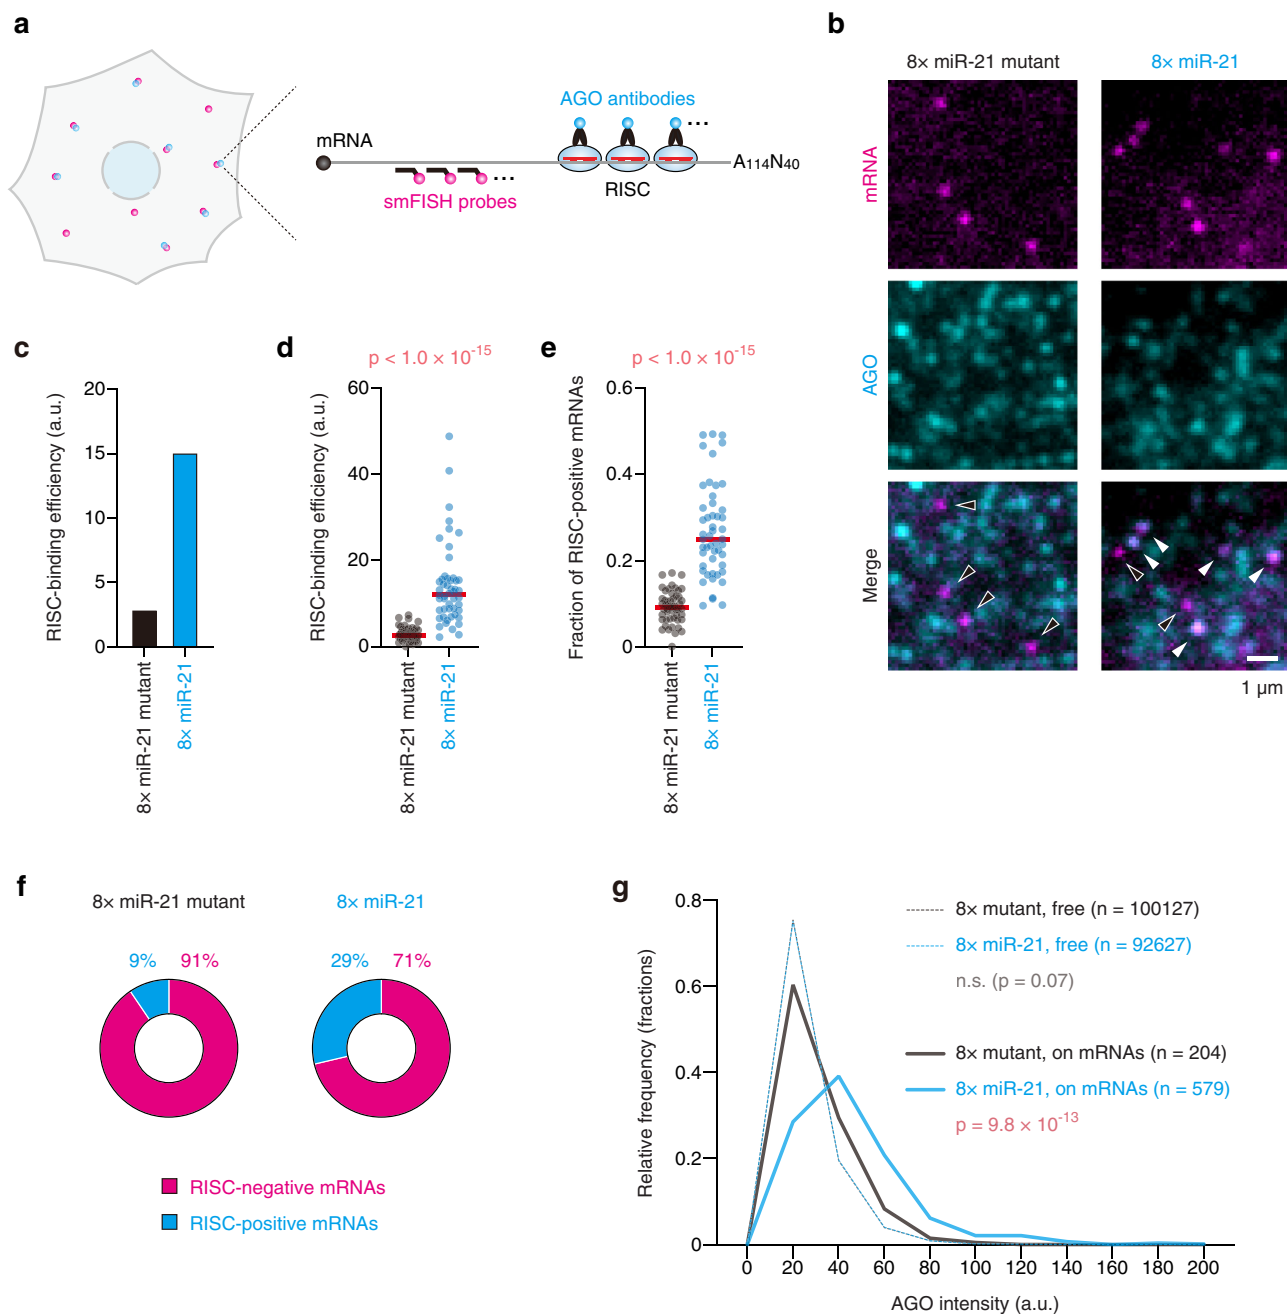 a
mRNA
AGO antibodies
...
A₁₁₄N₄₀
RISC
...
smFISH probes
b
8× miR-21 mutant
8× miR-21
mRNA
AGO
Merge
1 µm
c
RISC-binding efficiency (a.u.)
20
15
10
5
0
8× miR-21 mutant
8× miR-21
d
p < 1.0 × 10⁻¹⁵
RISC-binding efficiency (a.u.)
60
40
20
0
8× miR-21 mutant
8× miR-21
e
p < 1.0 × 10⁻¹⁵
Fraction of RISC-positive mRNAs
0.6
0.4
0.2
0
8× miR-21 mutant
8× miR-21
f
8× miR-21 mutant
8× miR-21
9%
91%
29%
71%
RISC-negative mRNAs
RISC-positive mRNAs
g
Relative frequency (fractions)
0.8
0.6
0.4
0.2
0
8× mutant, free (n = 100127)
8× miR-21, free (n = 92627)
n.s. (p = 0.07)
8× mutant, on mRNAs (n = 204)
8× miR-21, on mRNAs (n = 579)
p = 9.8 × 10⁻¹³
0 20 40 60 80 100 120 140 160 180 200
AGO intensity (a.u.)